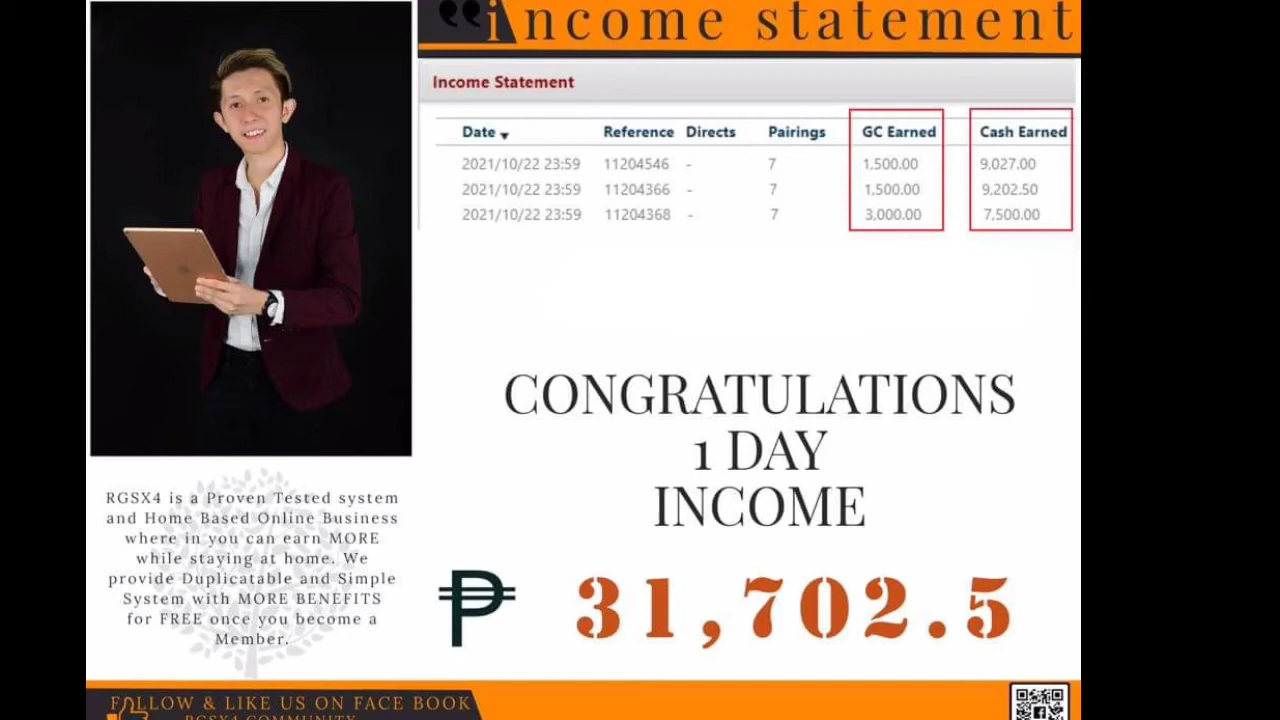 income statement
Income Statement
Date Reference Directs Pairings GC Earned Cash Earned
2021/10/22 23:59 11204546 - 7 1,500.00 9,027.00
2021/10/22 23:59 11204366 - 7 1,500.00 9,202.50
2021/10/22 23:59 11204368 - 7 3,000.00 7,500.00
CONGRATULATIONS
1 DAY
INCOME
₱ 31,702.5
RGSX4 is a Proven Tested system
and Home Based Online Business
where in you can earn MORE
while staying at home. We
provide Duplicatable and Simple
System with MORE BENEFITS
for FREE once you become a
Member.
FOLLOW & LIKE US ON FACE BOOK
RGSX4 COMMUNITY